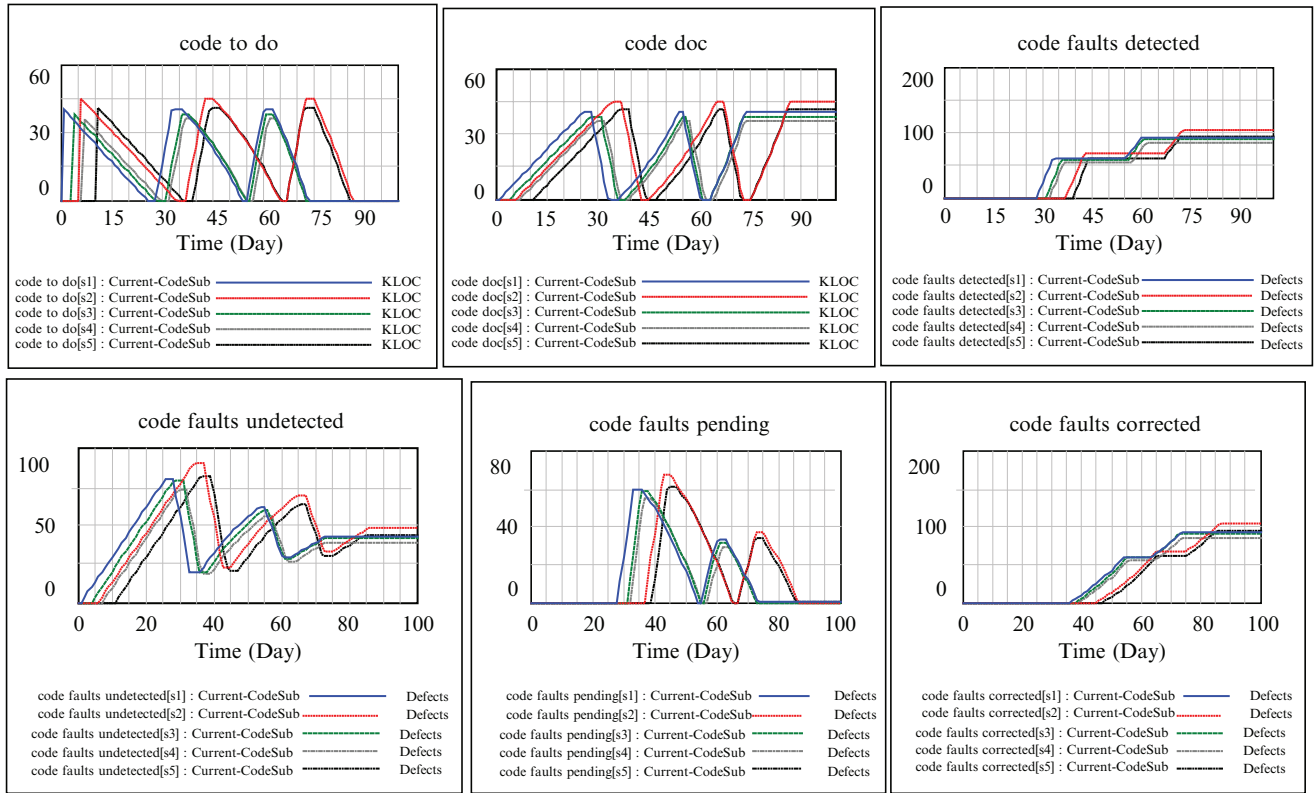 code to do
60
30
0
0 15 30 45 60 75 90
Time (Day)
code to do[s1] : Current-CodeSub KLOC
code to do[s2] : Current-CodeSub KLOC
code to do[s3] : Current-CodeSub KLOC
code to do[s4] : Current-CodeSub KLOC
code to do[s5] : Current-CodeSub KLOC
code doc
60
30
0
0 15 30 45 60 75 90
Time (Day)
code doc[s1] : Current-CodeSub KLOC
code doc[s2] : Current-CodeSub KLOC
code doc[s3] : Current-CodeSub KLOC
code doc[s4] : Current-CodeSub KLOC
code doc[s5] : Current-CodeSub KLOC
code faults detected
200
100
0
0 15 30 45 60 75 90
Time (Day)
code faults detected[s1] : Current-CodeSub Defects
code faults detected[s2] : Current-CodeSub Defects
code faults detected[s3] : Current-CodeSub Defects
code faults detected[s4] : Current-CodeSub Defects
code faults detected[s5] : Current-CodeSub Defects
code faults undetected
100
50
0
0 20 40 60 80 100
Time (Day)
code faults undetected[s1] : Current-CodeSub Defects
code faults undetected[s2] : Current-CodeSub Defects
code faults undetected[s3] : Current-CodeSub Defects
code faults undetected[s4] : Current-CodeSub Defects
code faults undetected[s5] : Current-CodeSub Defects
code faults pending
80
40
0
0 20 40 60 80 100
Time (Day)
code faults pending[s1] : Current-CodeSub Defects
code faults pending[s2] : Current-CodeSub Defects
code faults pending[s3] : Current-CodeSub Defects
code faults pending[s4] : Current-CodeSub Defects
code faults pending[s5] : Current-CodeSub Defects
code faults corrected
200
100
0
0 20 40 60 80 100
Time (Day)
code faults corrected[s1] : Current-CodeSub Defects
code faults corrected[s2] : Current-CodeSub Defects
code faults corrected[s3] : Current-CodeSub Defects
code faults corrected[s4] : Current-CodeSub Defects
code faults corrected[s5] : Current-CodeSub Defects